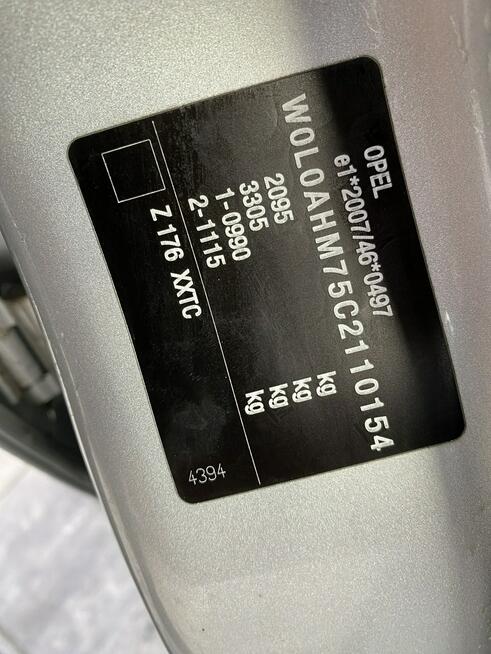 OPEL
e1*2007/46*0497
W0L0AHM75C2110154
2095 kg
3305 kg
1-0990 kg
2-1115 kg
Z 176 XXTC
4394